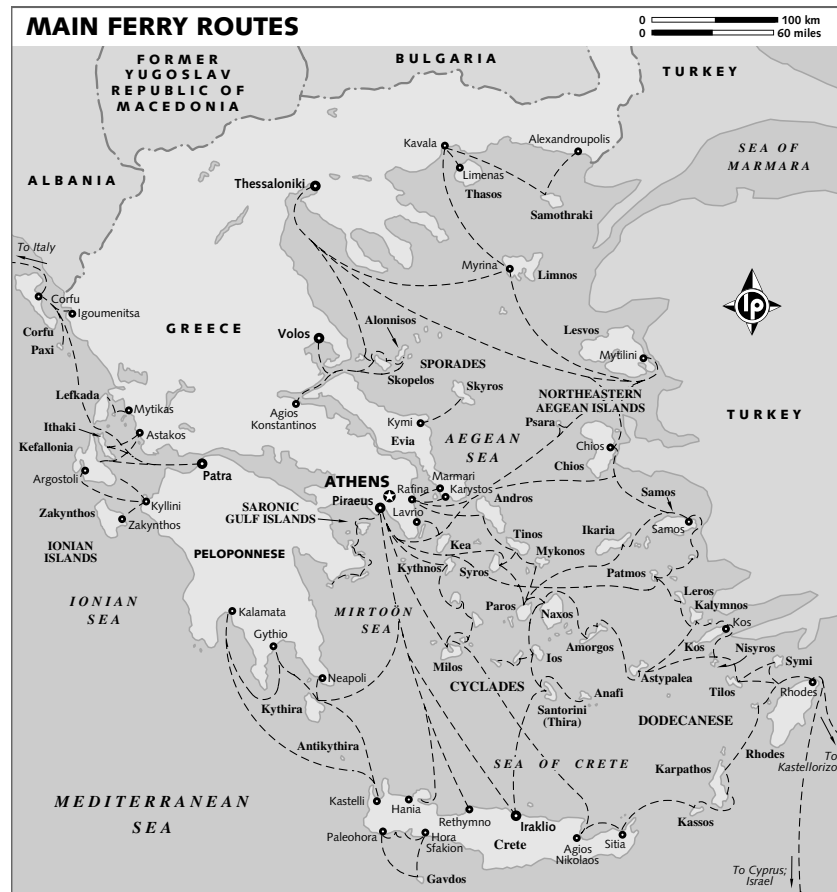 MAIN FERRY ROUTES
0 100 km
0 60 miles
FORMER
YUGOSLAV
REPUBLIC OF
MACEDONIA
BULGARIA
TURKEY
Kavala
Alexandroupolis
SEA OF
MARMARA
Limenas
Thasos
ALBANIA
Thessaloniki
Samothraki
To Italy
Myrina
Limnos
Corfu
Igoumenitsa
lp
Corfu
Paxi
GREECE
Volos
Alonnisos
Lesvos
Mytilini
SPORADES
Skopelos
Skyros
NORTHEASTERN
AEGEAN ISLANDS
Lefkada
Mytikas
Agios
Konstantinos
TURKEY
Ithaki
Astakos
Kymi
Evia
AEGEAN
SEA
Psara
Kefallonia
Chios
Chios
Argostoli
Patra
ATHENS
Piraeus
Rafina
Marmari
Karystos
Lavrio
Andros
Samos
Samos
Kyllini
Zakynthos
Zakynthos
SARONIC
GULF ISLANDS
IONIAN
ISLANDS
PELOPONNESE
Kea
Tinos
Ikaria
Kythnos
Syros
Mykonos
Patmos
IONIAN
SEA
Kalamata
MIRTOÖN
SEA
Paros
Naxos
Leros
Kalymnos
Gythio
Kos
Kos
Amorgos
Nisyros
Milos
Ios
Symi
Neapoli
CYCLADES
Astypalea
Tilos
Rhodes
Kythira
Santorini
(Thira)
Anafi
DODECANESE
Antikythira
Rhodes
To
Kastellorizo
SEA OF CRETE
Karpathos
MEDITERRANEAN
SEA
Kastelli
Hania
Rethymno
Iraklio
Kassos
Paleohora
Hora
Sfakion
Crete
Agios
Nikolaos
Sitia
Gavdos
To Cyprus;
Israel